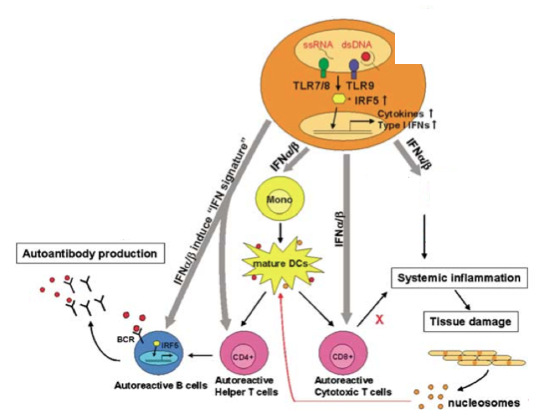 ssRNA dsDNA
TLR7/8 TLR9
* IRF5 ↑
Cytokines ↑
Type I IFNs ↑
IFNα/β
IFNα/β
IFNα/β
IFNα/β induce "IFN signature"
Mono
mature DCs
Autoantibody production
Systemic inflammation
Tissue damage
X
BCR
IRF5
CD4+
CD8+
Autoreactive B cells
Autoreactive
Helper T cells
Autoreactive
Cytotoxic T cells
nucleosomes